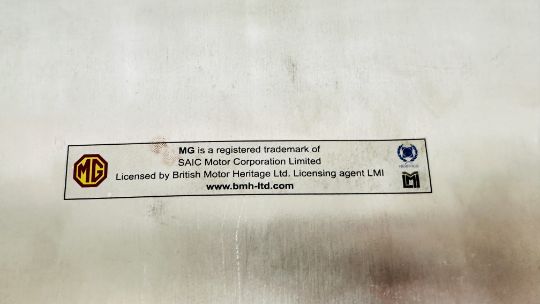 MG
MG is a registered trademark of
SAIC Motor Corporation Limited
Licensed by British Motor Heritage Ltd. Licensing agent LMI
www.bmh-ltd.com